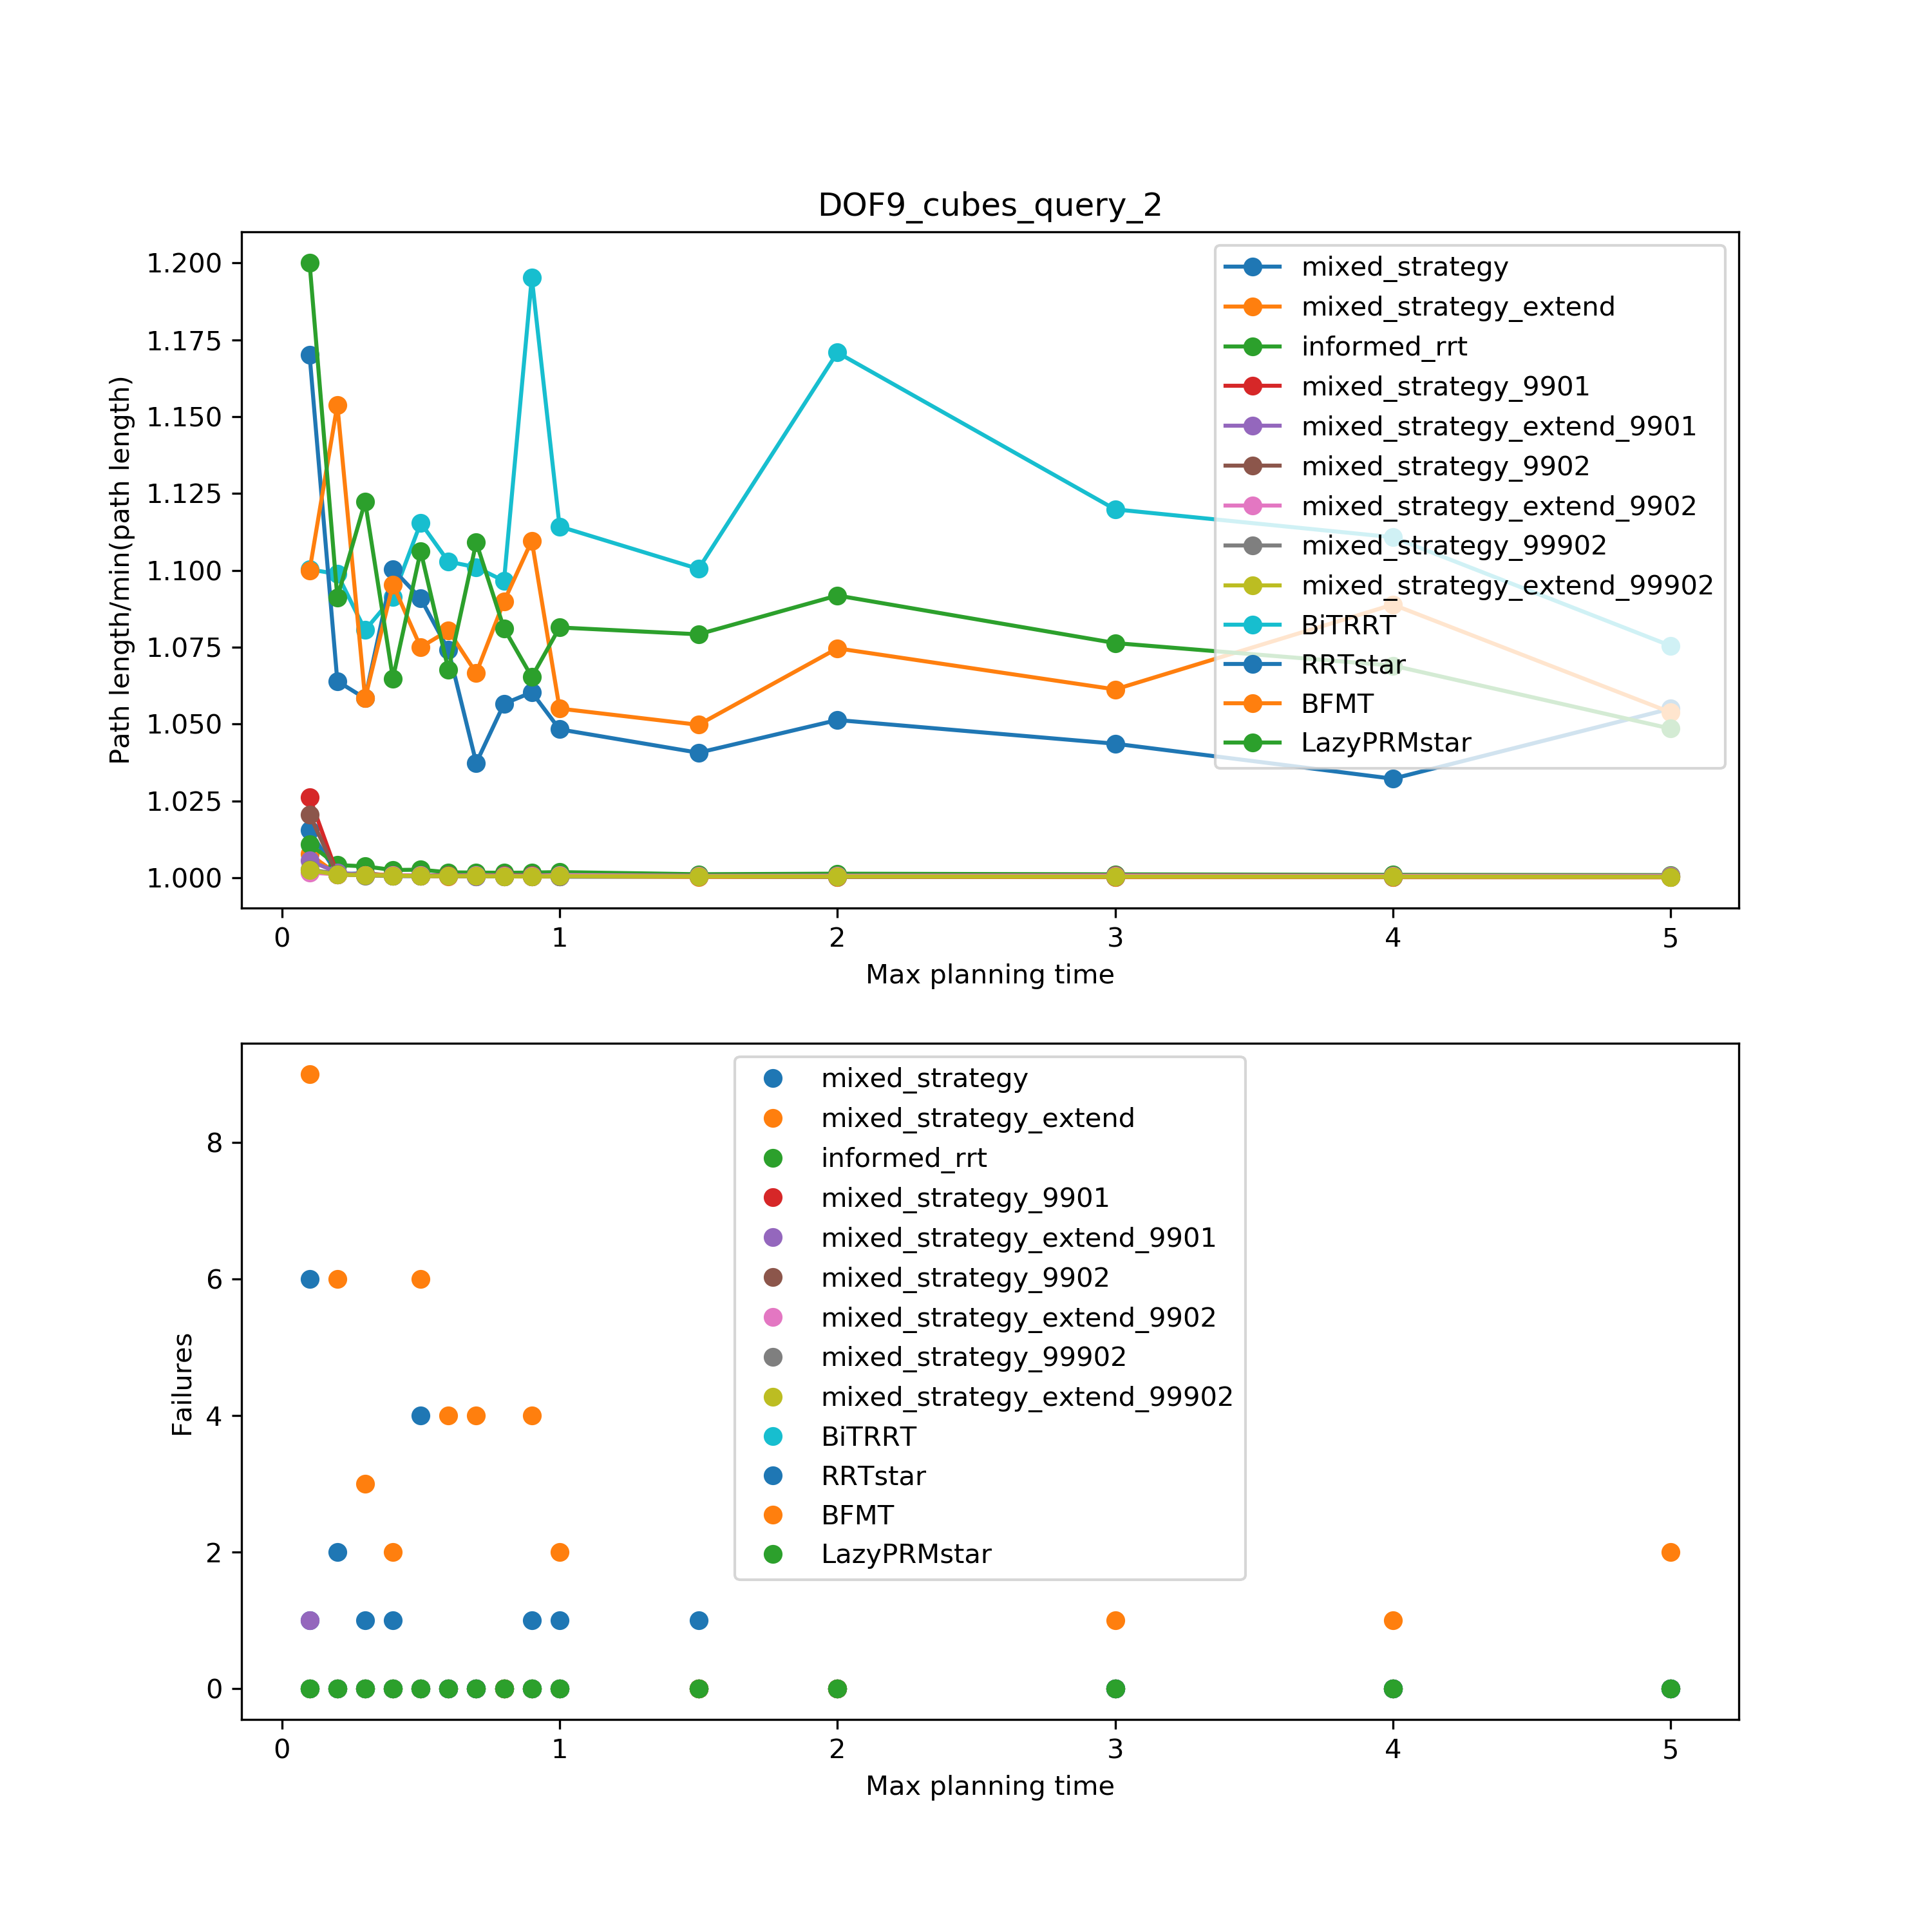 DOF9_cubes_query_2
Path length/min(path length)
1.200
1.175
1.150
1.125
1.100
1.075
1.050
1.025
1.000
mixed_strategy
mixed_strategy_extend
informed_rrt
mixed_strategy_9901
mixed_strategy_extend_9901
mixed_strategy_9902
mixed_strategy_extend_9902
mixed_strategy_99902
mixed_strategy_extend_99902
BiTRRT
RRTstar
BFMT
LazyPRMstar
0 1 2 3 4 5
Max planning time
Failures
8
6
4
2
0
mixed_strategy
mixed_strategy_extend
informed_rrt
mixed_strategy_9901
mixed_strategy_extend_9901
mixed_strategy_9902
mixed_strategy_extend_9902
mixed_strategy_99902
mixed_strategy_extend_99902
BiTRRT
RRTstar
BFMT
LazyPRMstar
0 1 2 3 4 5
Max planning time